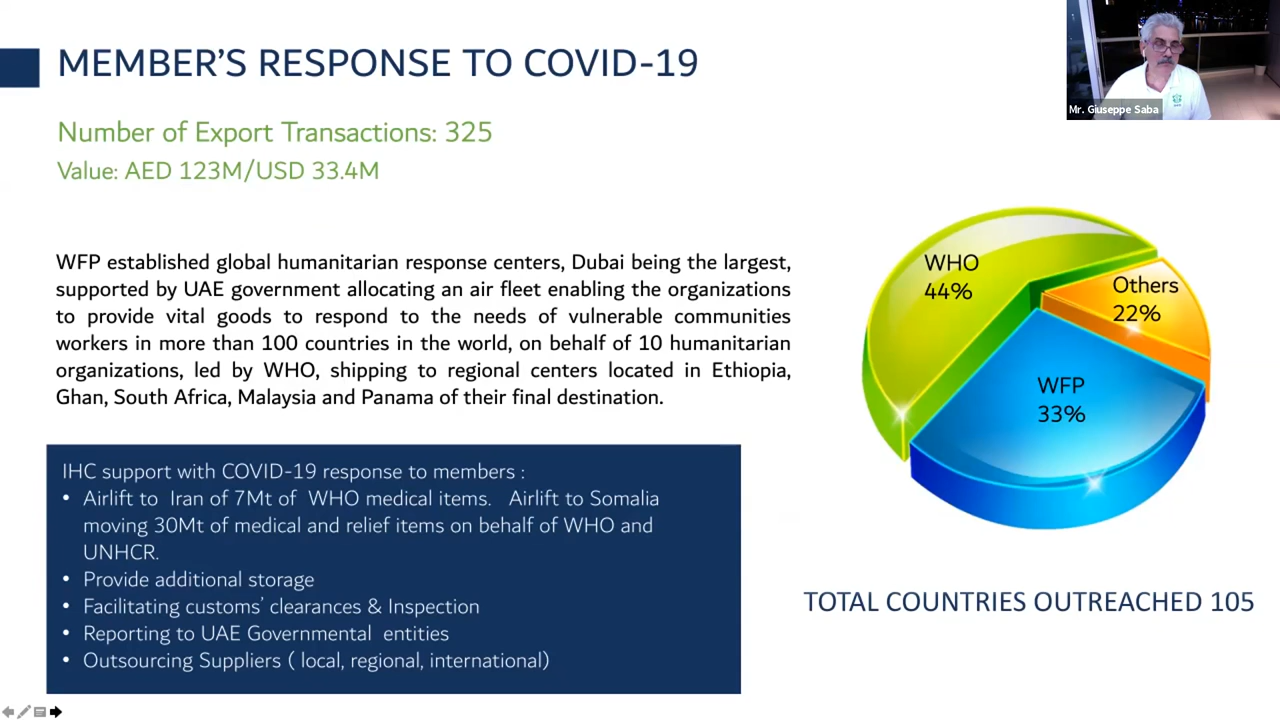 MEMBER'S RESPONSE TO COVID-19
Mr. Giuseppe Saba
Number of Export Transactions: 325
Value: AED 123M/USD 33.4M
WFP established global humanitarian response centers, Dubai being the largest,
supported by UAE government allocating an air fleet enabling the organizations
to provide vital goods to respond to the needs of vulnerable communities
workers in more than 100 countries in the world, on behalf of 10 humanitarian
organizations, led by WHO, shipping to regional centers located in Ethiopia,
Ghan, South Africa, Malaysia and Panama of their final destination.
WHO
44%
Others
22%
WFP
33%
IHC support with COVID-19 response to members :
• Airlift to Iran of 7Mt of WHO medical items. Airlift to Somalia
moving 30Mt of medical and relief items on behalf of WHO and
UNHCR.
• Provide additional storage
• Facilitating customs' clearances & Inspection
• Reporting to UAE Governmental entities
• Outsourcing Suppliers ( local, regional, international)
TOTAL COUNTRIES OUTREACHED 105